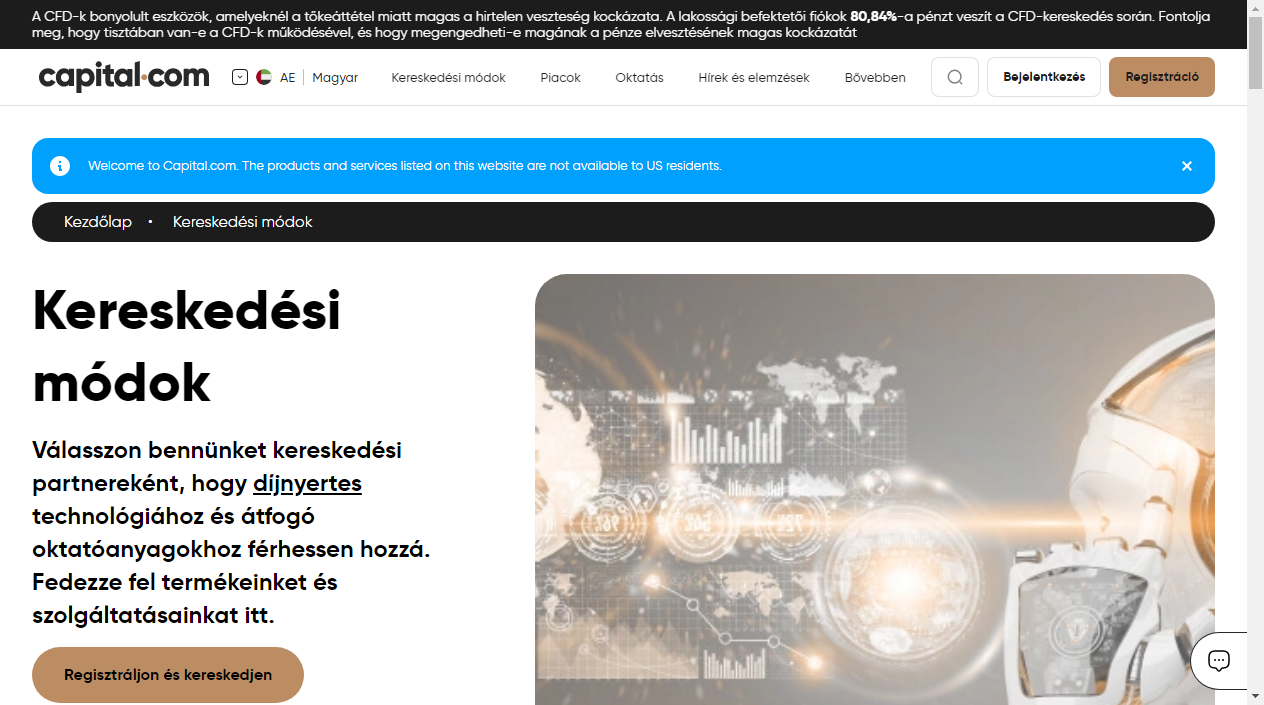 A CFD-k bonyolult eszközök, amelyeknél a tőkeáttétel miatt magas a hirtelen veszteség kockázata. A lakossági befektetői fiókok 80,84%-a pénzt veszít a CFD-kereskedés során. Fontolja
meg, hogy tisztában van-e a CFD-k működésével, és hogy megengedheti-e magának a pénze elvesztésének magas kockázatát
capital.com AE Magyar Kereskedési módok Piacok Oktatás Hírek és elemzések Bővebben Bejelentkezés Regisztráció
Welcome to Capital.com. The products and services listed on this website are not available to US residents.
Kezdőlap • Kereskedési módok
Kereskedési
módok
Válasszon bennünket kereskedési
partnereként, hogy díjnyertes
technológiához és átfogó
oktatóanyagokhoz férhessen hozzá.
Fedezze fel termékeinket és
szolgáltatásainkat itt.
Regisztráljon és kereskedjen